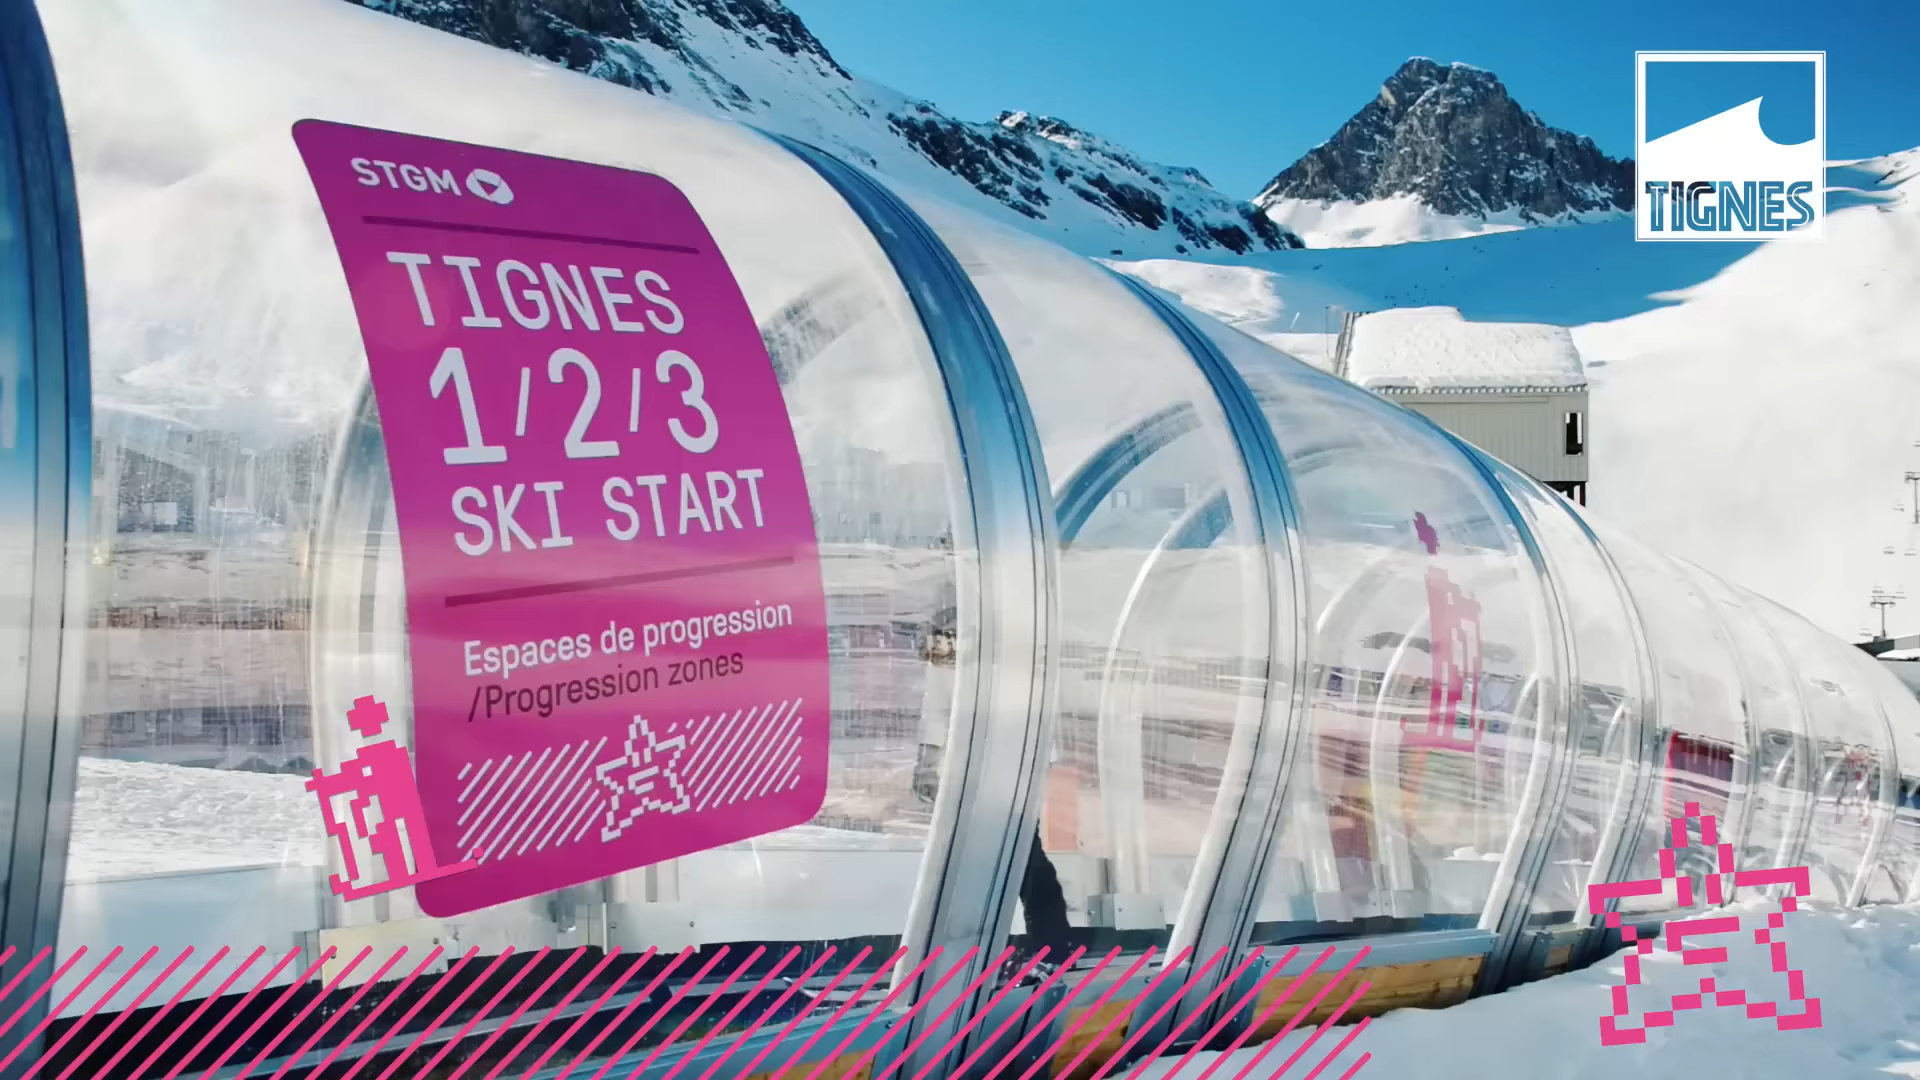 STGM
TIGNES
TIGNES
1/2/3
SKI START
Espaces de progression
/Progression zones